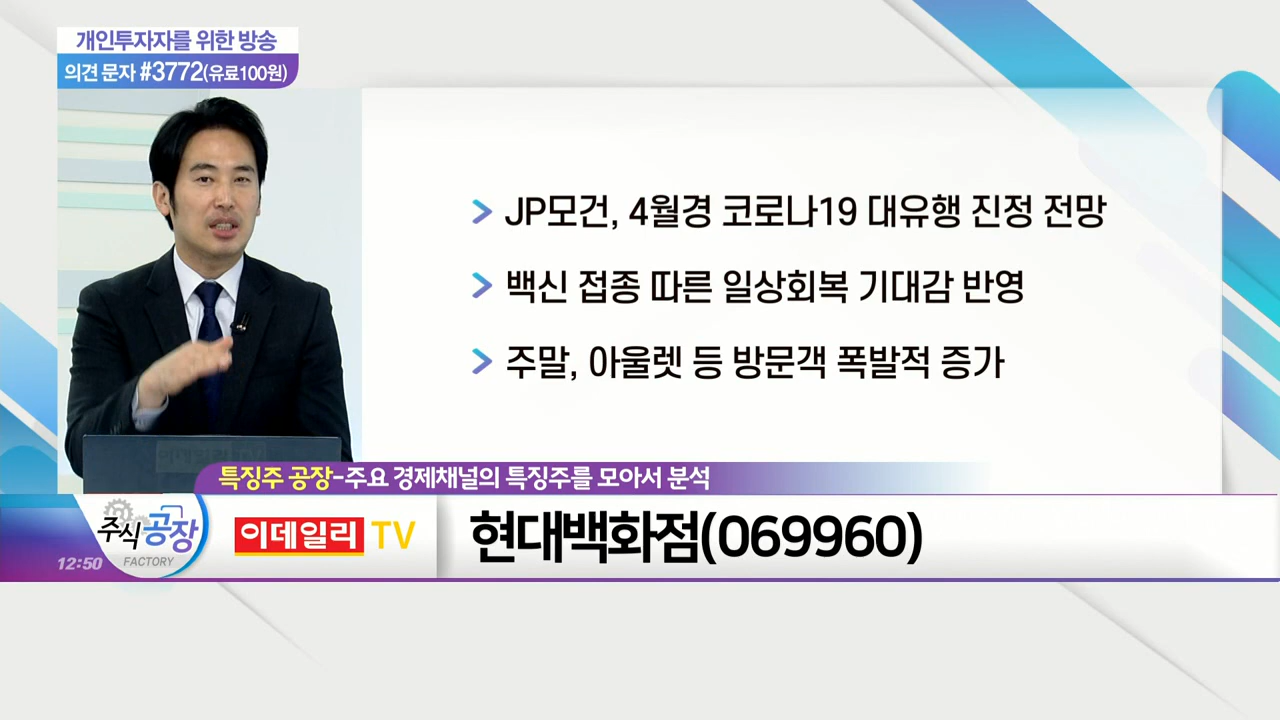 개인투자자를 위한 방송
의견 문자 #3772(유료100원)
JP모건, 4월경 코로나19 대유행 진정 전망
백신 접종 따른 일상회복 기대감 반영
주말, 아울렛 등 방문객 폭발적 증가
특징주 공장-주요 경제채널의 특징주를 모아서 분석
주식공장
FACTORY
12:50
이데일리 TV
현대백화점(069960)